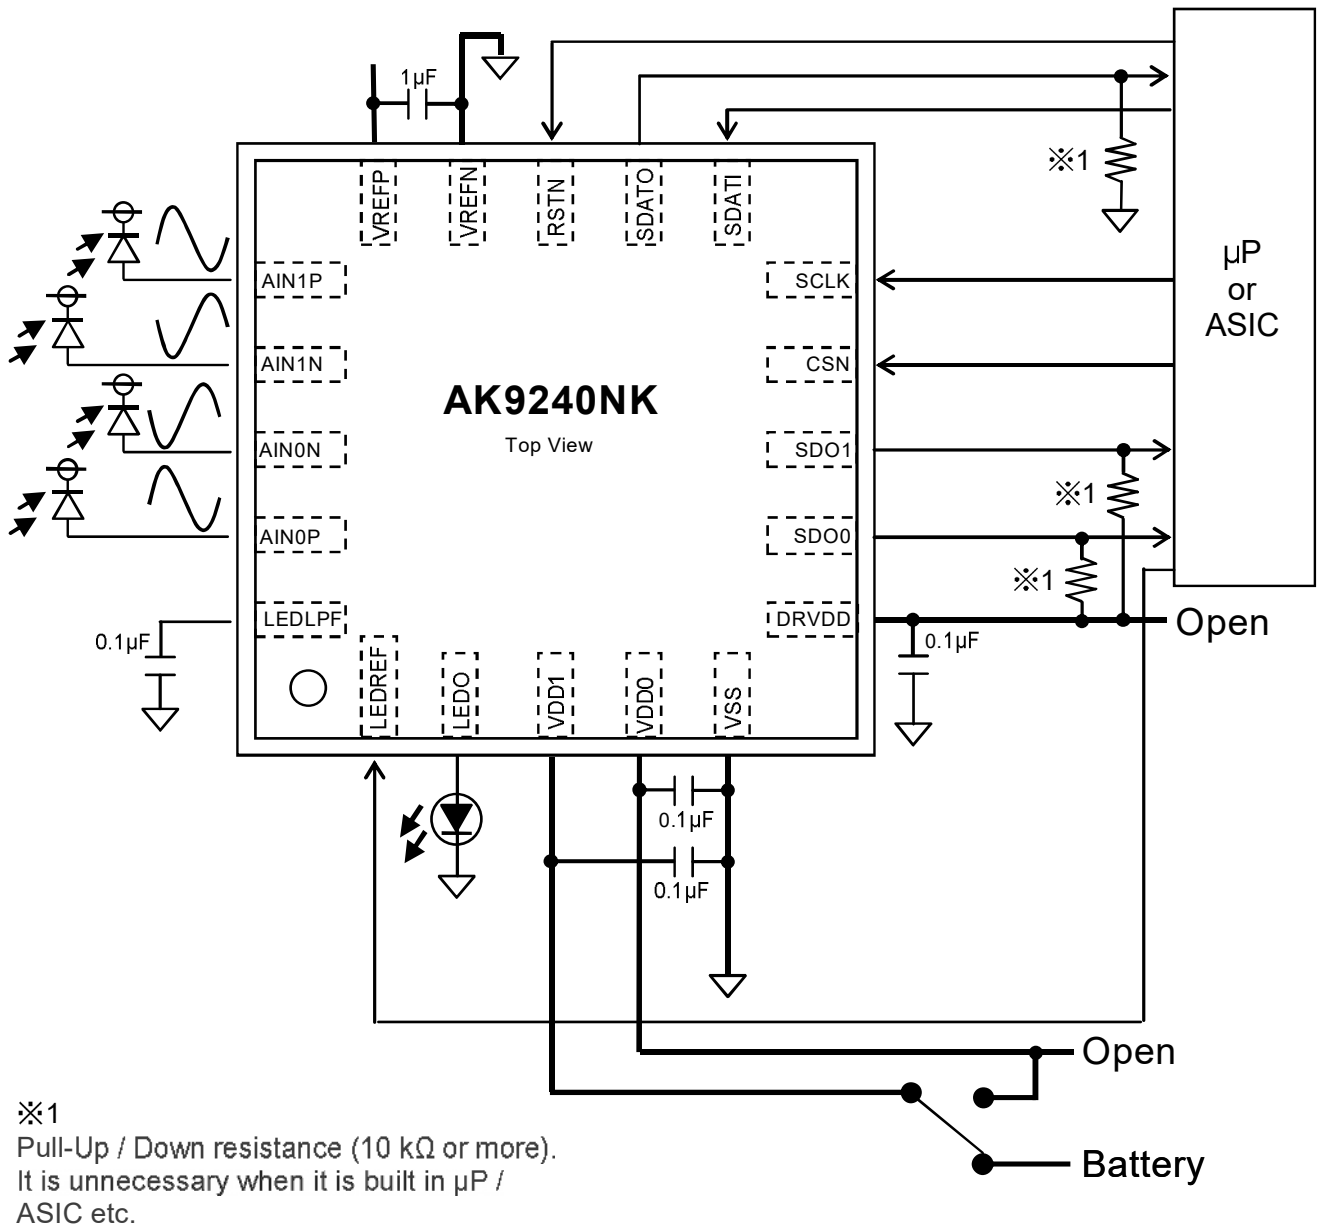 1μF
※1
VREFP
VREFN
RSTN
SDATO
SDATI
μP
or
ASIC
AIN1P
SCLK
AIN1N
CSN
AK9240NK
Top View
AIN0N
SDO1
※1
AIN0P
SDO0
※1
LEDLPF
DRVDD
Open
0.1μF
0.1μF
LEDREF
LEDO
VDD1
VDD0
VSS
0.1μF
0.1μF
Open
※1
Pull-Up / Down resistance (10 kΩ or more).
It is unnecessary when it is built in μP /
ASIC etc.
Battery